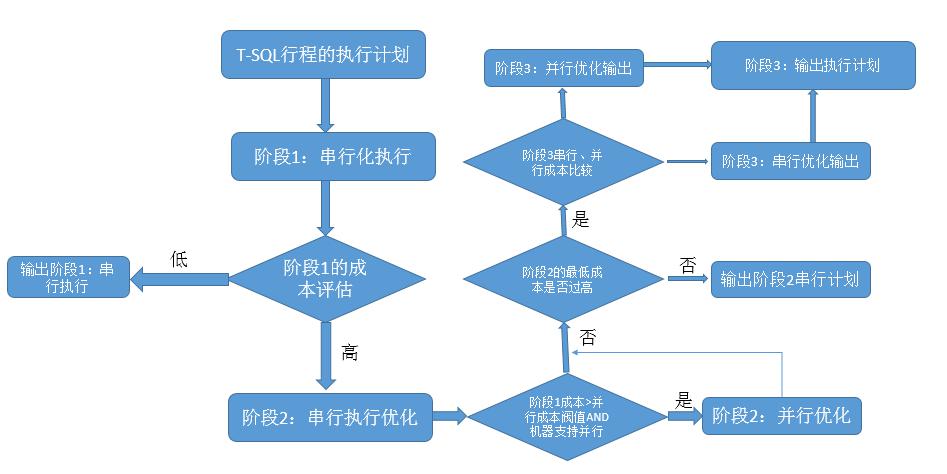 T-SQL行程的执行计划
阶段1：串行化执行
低
输出阶段1：串
行执行
阶段1的成
本评估
高
阶段2：串行执行优化
阶段1成本>并
行成本阀值AND
机器支持并行
是
阶段2：并行优化
否
阶段2的最低成
本是否过高
否
输出阶段2串行计划
是
阶段3串行、并
行成本比较
阶段3：串行优化输出
阶段3：并行优化输出
阶段3：输出执行计划